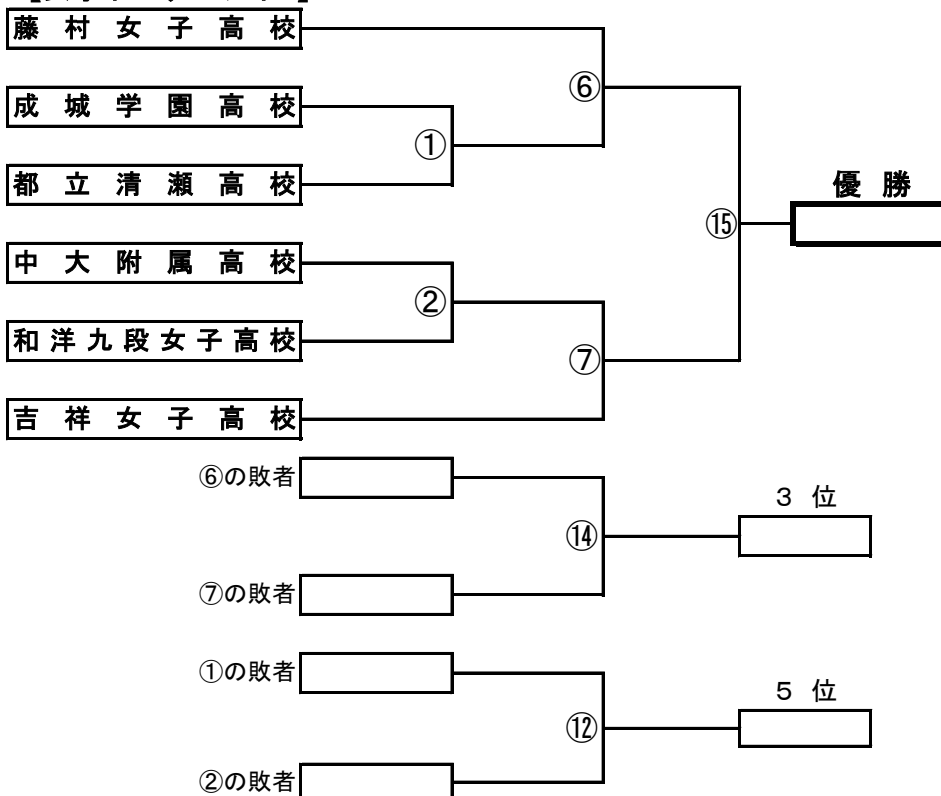 藤村女子高校
⑥
成城学園高校
①
都立清瀬高校
優勝
⑮
中大附属高校
②
和洋九段女子高校
⑦
吉祥女子高校
⑥の敗者
3位
⑭
⑦の敗者
①の敗者
5位
⑫
②の敗者